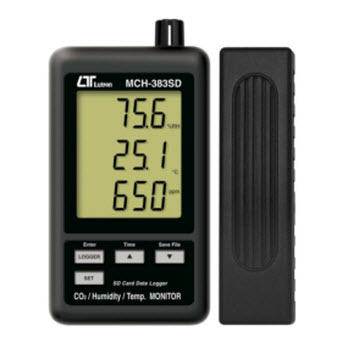 LT Lutron MCH-383SD
75.6 %RH
25.1 °C
650 ppm
Enter Time Save File
LOGGER ▲ ▼
SET
SD Card Data Logger
CO₂ / Humidity / Temp. MONITOR